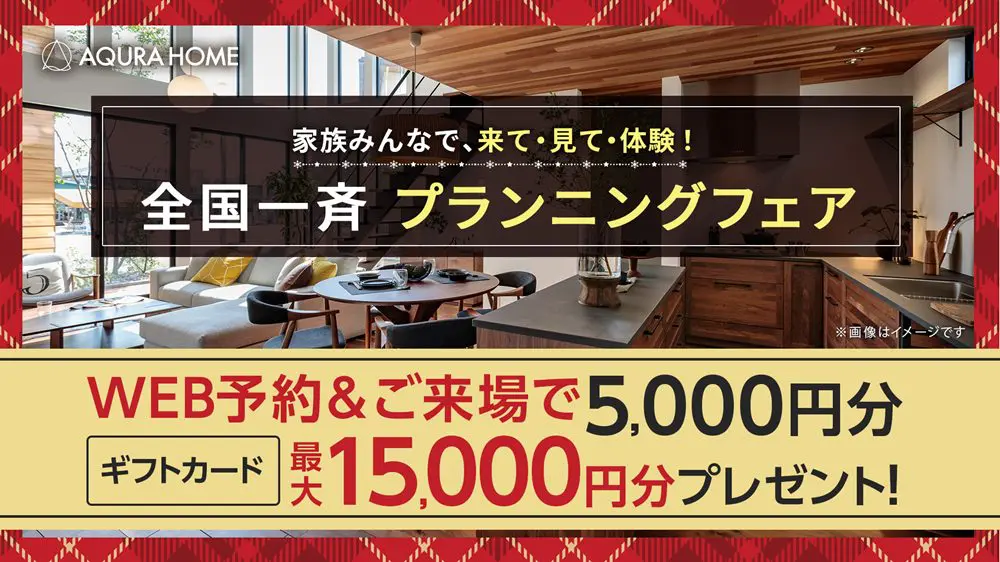 AQURA HOME
家族みんなで、来て・見て・体験！
全国一斉 プランニングフェア
※画像はイメージです
WEB予約&ご来場で5,000円分
ギフトカード 最大15,000円分プレゼント!